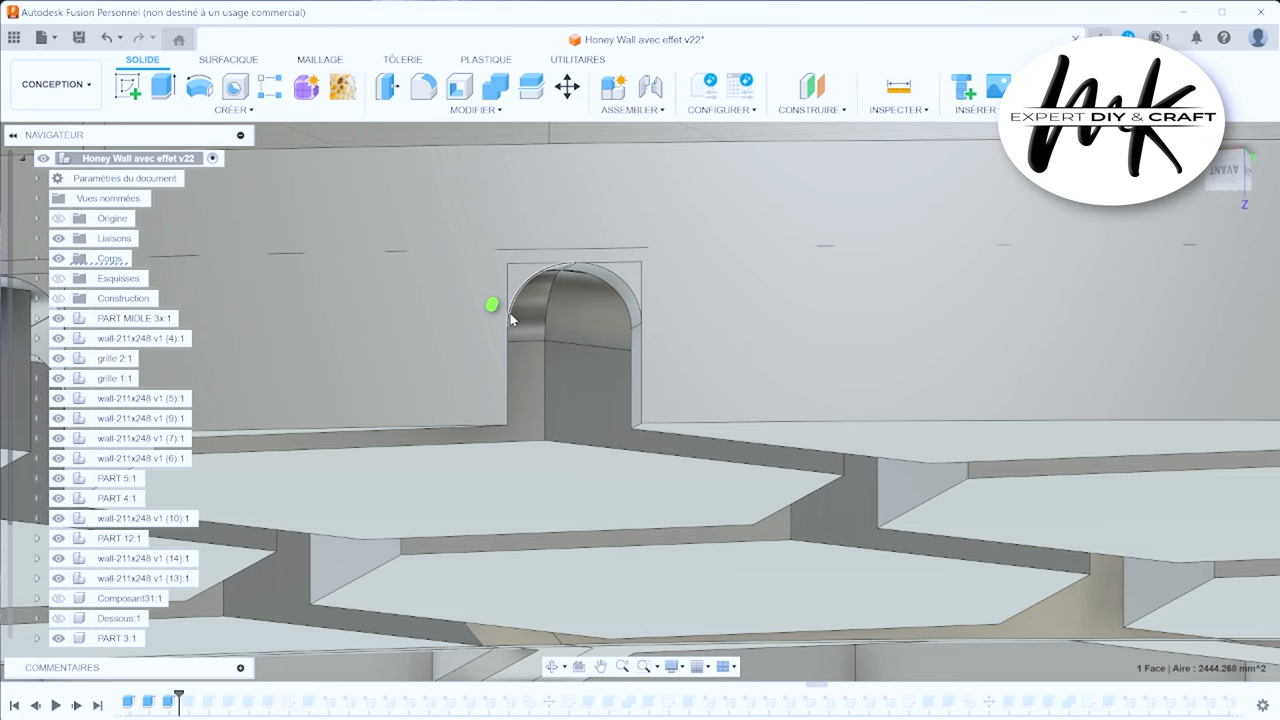 Autodesk Fusion Personnel (non destiné à un usage commercial)
Honey Wall avec effet v22*
1
SOLIDE
SURFACIQUE
MAILLAGE
TÔLERIE
PLASTIQUE
UTILITAIRES
CONCEPTION
CRÉER
MODIFIER
ASSEMBLER
CONFIGURER
CONSTRUIRE
INSPECTER
INSÉRER
MK
EXPERT DIY & CRAFT
AVANT
Z
NAVIGATEUR
Honey Wall avec effet v22
Paramètres du document
Vues nommées
Origine
Liaisons
Corps
Esquisses
Construction
PART MIDLE 3x:1
wall-211x248 v1 (4):1
grille 2:1
grille 1:1
wall-211x248 v1 (5):1
wall-211x248 v1 (9):1
wall-211x248 v1 (7):1
wall-211x248 v1 (6):1
PART 5:1
PART 4:1
wall-211x248 v1 (10):1
PART 12:1
wall-211x248 v1 (14):1
wall-211x248 v1 (13):1
Composant31:1
Dessous:1
PART 3:1
COMMENTAIRES
1 Face | Aire : 2444.268 mm^2